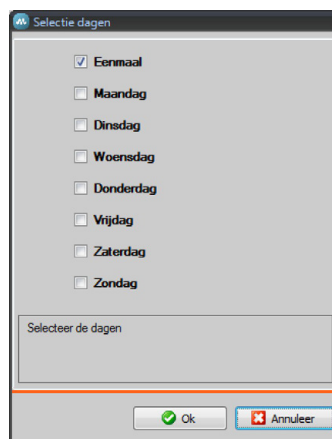 Selectie dagen
Eenmaal
Maandag
Dinsdag
Woensdag
Donderdag
Vrijdag
Zaterdag
Zondag
Selecteer de dagen
Ok
Annuleer